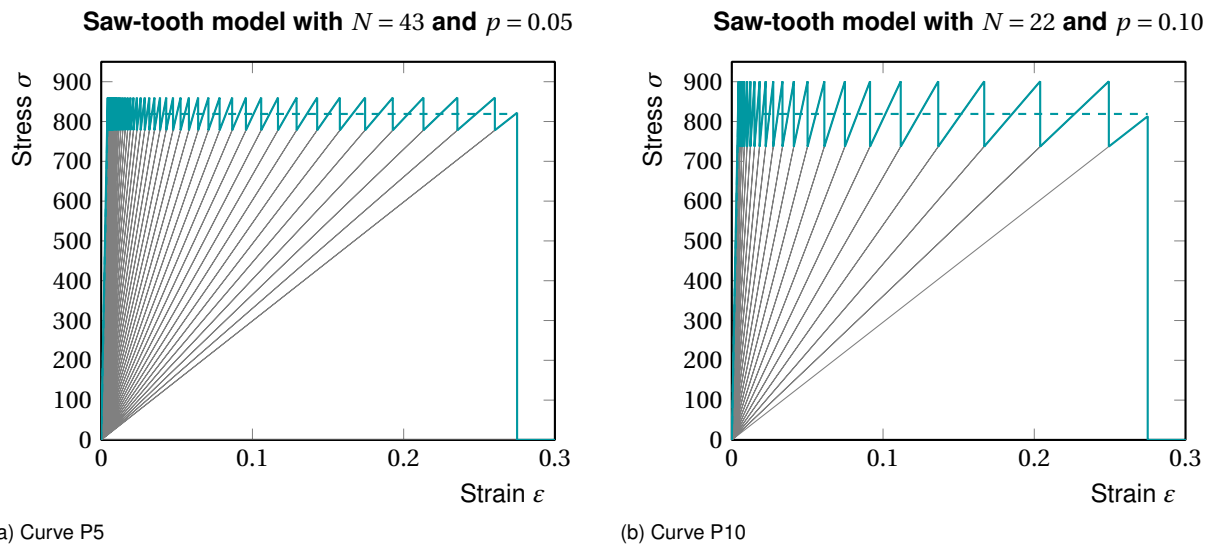 Saw-tooth model with N = 43 and p = 0.05
Stress σ
900
800
700
600
500
400
300
200
100
0
0 0.1 0.2 0.3
Strain ε
a) Curve P5
Saw-tooth model with N = 22 and p = 0.10
Stress σ
900
800
700
600
500
400
300
200
100
0
0 0.1 0.2 0.3
Strain ε
(b) Curve P10